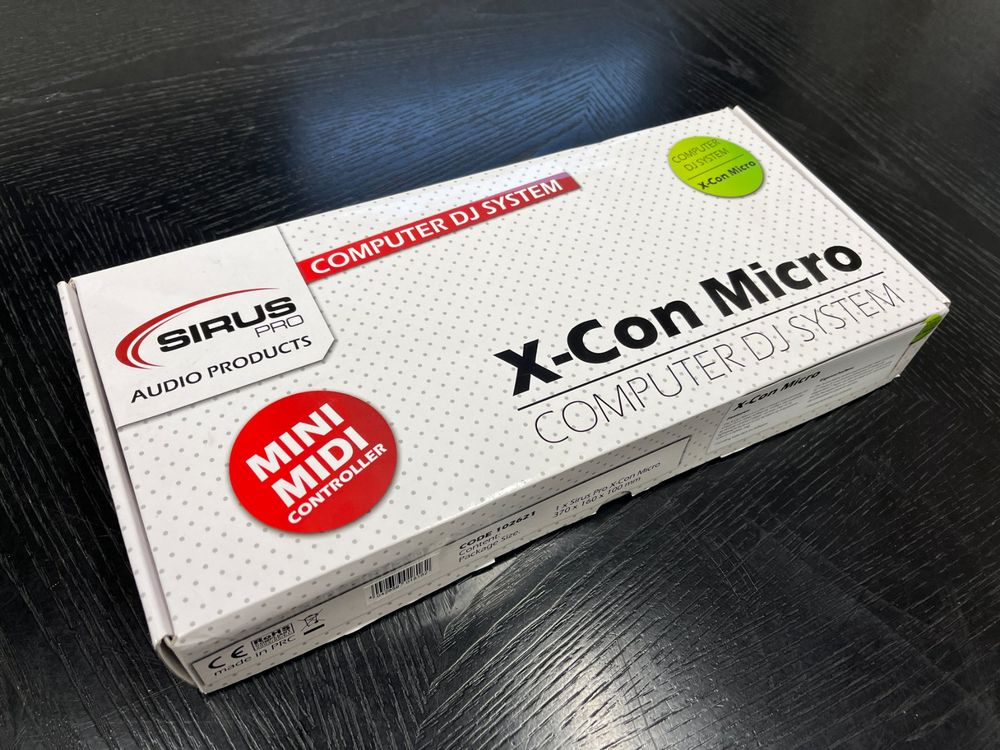 COMPUTER DJ SYSTEM
SIRUS
PRO
AUDIO PRODUCTS
MINI
MIDI
CONTROLLER
COMPUTER
DJ SYSTEM
X-Con Micro
X-Con Micro
COMPUTER DJ SYSTEM
X-Con Micro
CODE 102621
Content: 1 x Sirus Pro X-Con Micro
Package Size: 370 x 160 x 100 mm
CE RoHS
made in PRC